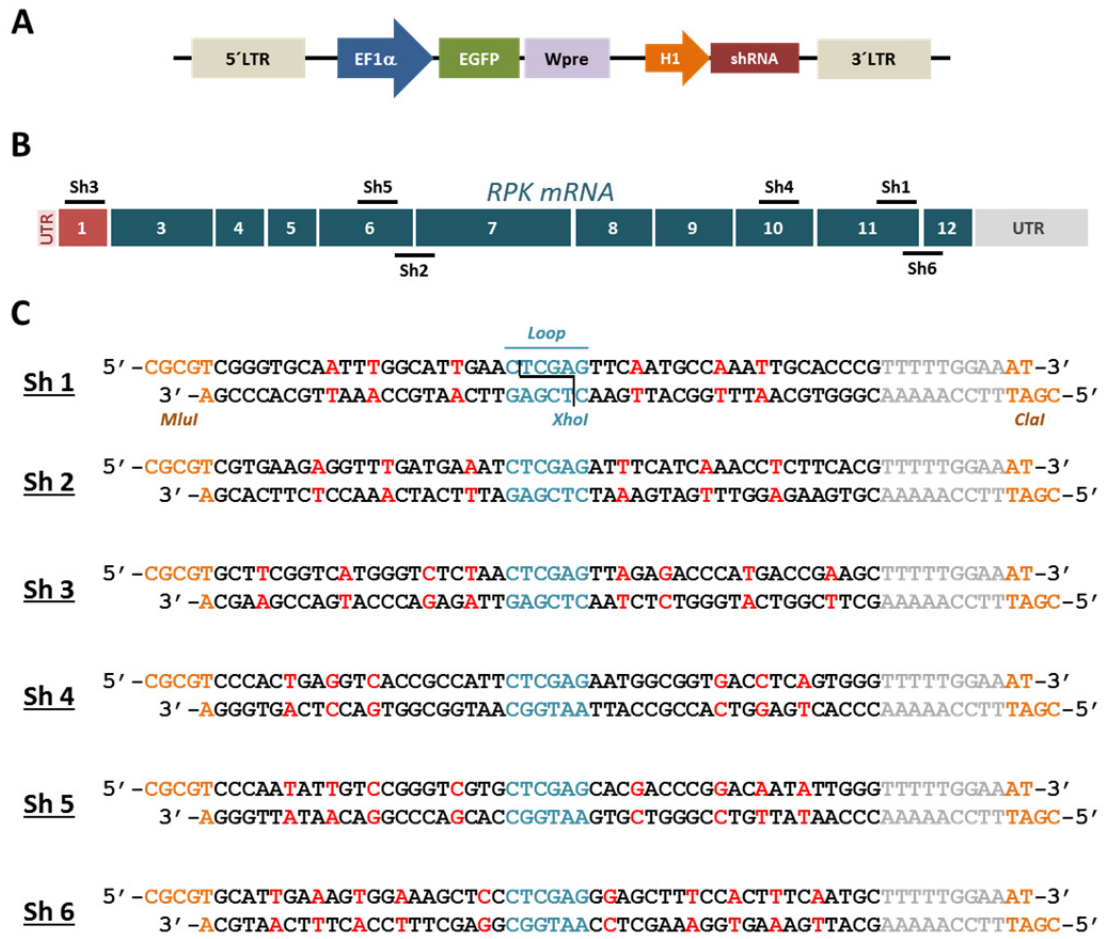 A
5´LTR EF1α EGFP Wpre H1 shRNA 3´LTR
B
Sh3 Sh5 RPK mRNA Sh4 Sh1
UTR 1 3 4 5 6 7 8 9 10 11 12 UTR
Sh2 Sh6
C
Loop
Sh 1
5′-CGCGTCGGGTGCAATTTGGCATTGAACTCGAGTTCAATGCCAAATTGCACCCGTTTTTGGAAAT-3′
3′-AGCCCACGTTAAACCGTAACTTGAGCTCAAGTTACGGTTTAACGTGGGCAAAAACCTTTAGC-5′
MluI XhoI ClaI
Sh 2
5′-CGCGTCGTGAAGAGGTTTGATGAAATCTCGAGATTTCATCAAACCTCTTCACGTTTTTGGAAAT-3′
3′-AGCACTTCTCCAAACTACTTTAGAGCTCTAAAGTAGTTTGGAGAAGTGCAAAAACCTTTAGC-5′
Sh 3
5′-CGCGTGCTTCGGTCATGGGTCTCTAACTCGAGTTAGAGACCCATGACCGAAGCTTTTTGGAAAT-3′
3′-ACGAAGCCAGTACCCAGAGATTGAGCTCAATCTCTGGGTACTGGCTTCGAAAAACCTTTAGC-5′
Sh 4
5′-CGCGTCCCACTGAGGTCACCGCCATTCTCGAGAATGGCGGTGACCTCAGTGGGTTTTTGGAAAT-3′
3′-AGGGTGACTCCAGTGGCGGTAACGGTAATTACCGCCACTGGAGTCACCCAAAAACCTTTAGC-5′
Sh 5
5′-CGCGTCCCAATATTGTCCGGGTCGTGCTCGAGCACGACCCGGACAATATTGGGTTTTTGGAAAT-3′
3′-AGGGTTATAACAGGCCCAGCACCGGTAAGTGCTGGGCCTGTTATAACCCAAAAACCTTTAGC-5′
Sh 6
5′-CGCGTGCATTGAAAGTGGAAAGCTCCCTCGAGGGAGCTTTCCACTTTCAATGCTTTTTGGAAAT-3′
3′-ACGTAACTTTCACCTTTCGAGGCGGTAACCTCGAAAGGTGAAAGTTACGAAAAACCTTTAGC-5′